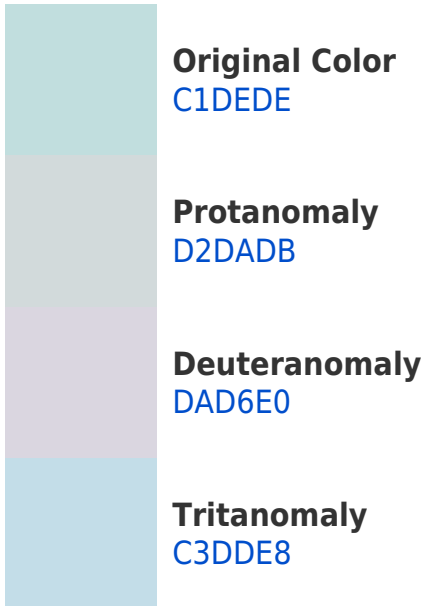 Original Color
C1DEDE
Protanomaly
D2DADB
Deuteranomaly
DAD6E0
Tritanomaly
C3DDE8